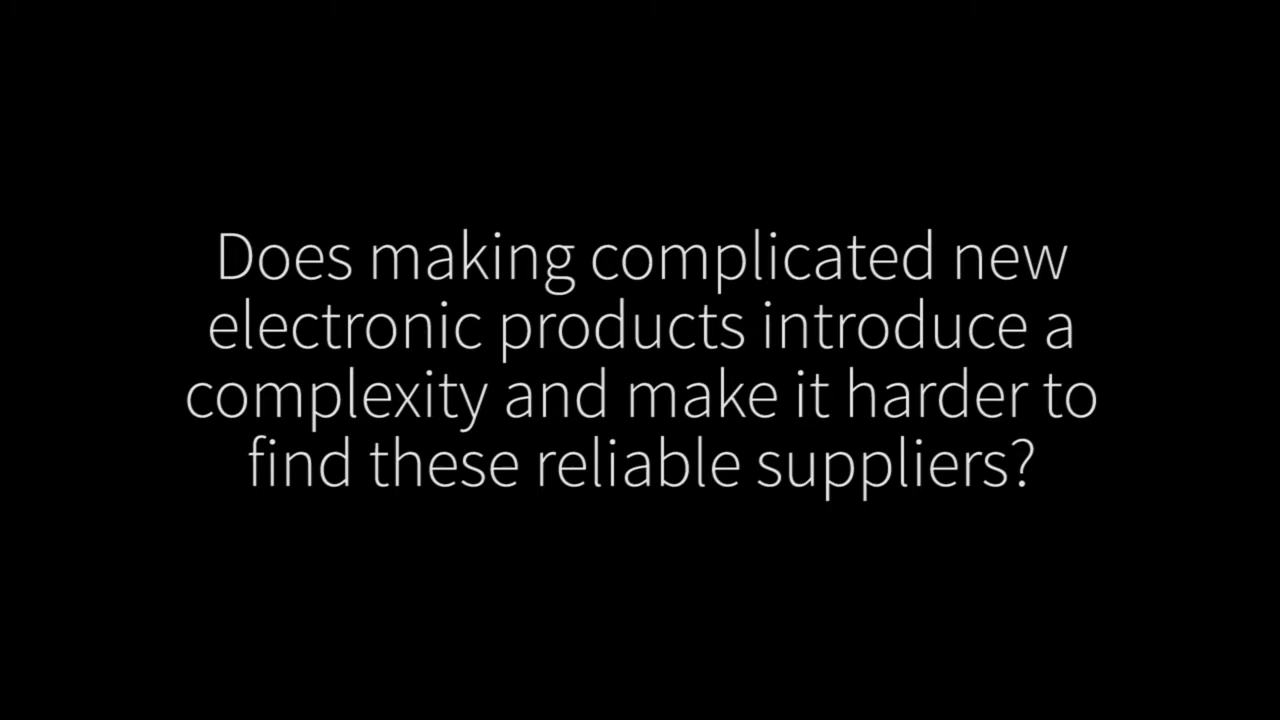 Does making complicated new
electronic products introduce a
complexity and make it harder to
find these reliable suppliers?